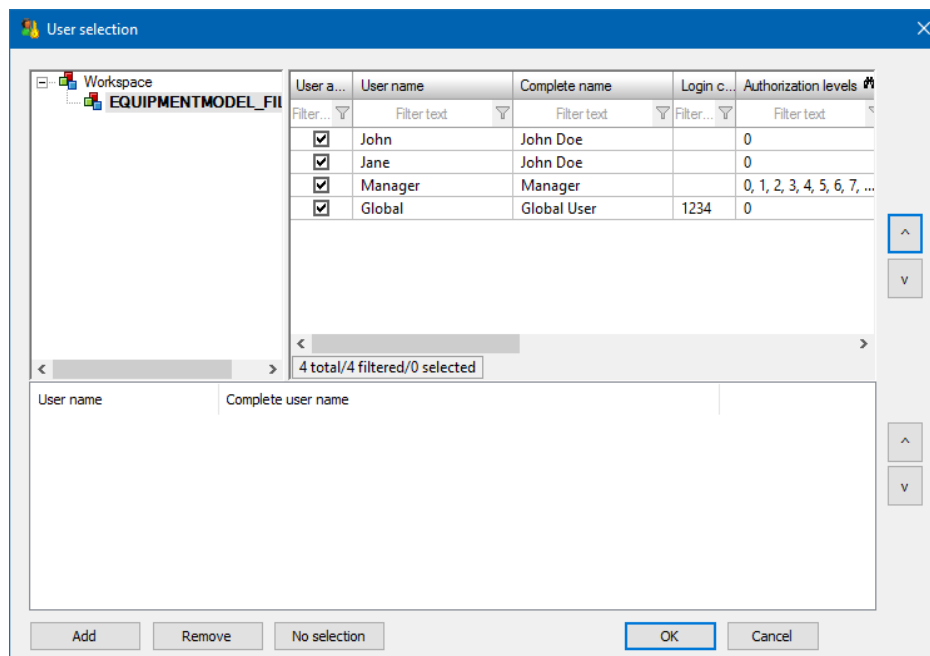 User selection
Workspace
EQUIPMENTMODEL_FIL
User a... User name Complete name Login c... Authorization levels
Filter... Filter text Filter text Filter... Filter text
John John Doe 0
Jane John Doe 0
Manager Manager 0, 1, 2, 3, 4, 5, 6, 7, ...
Global Global User 1234 0
4 total/4 filtered/0 selected
User name Complete user name
Add Remove No selection OK Cancel